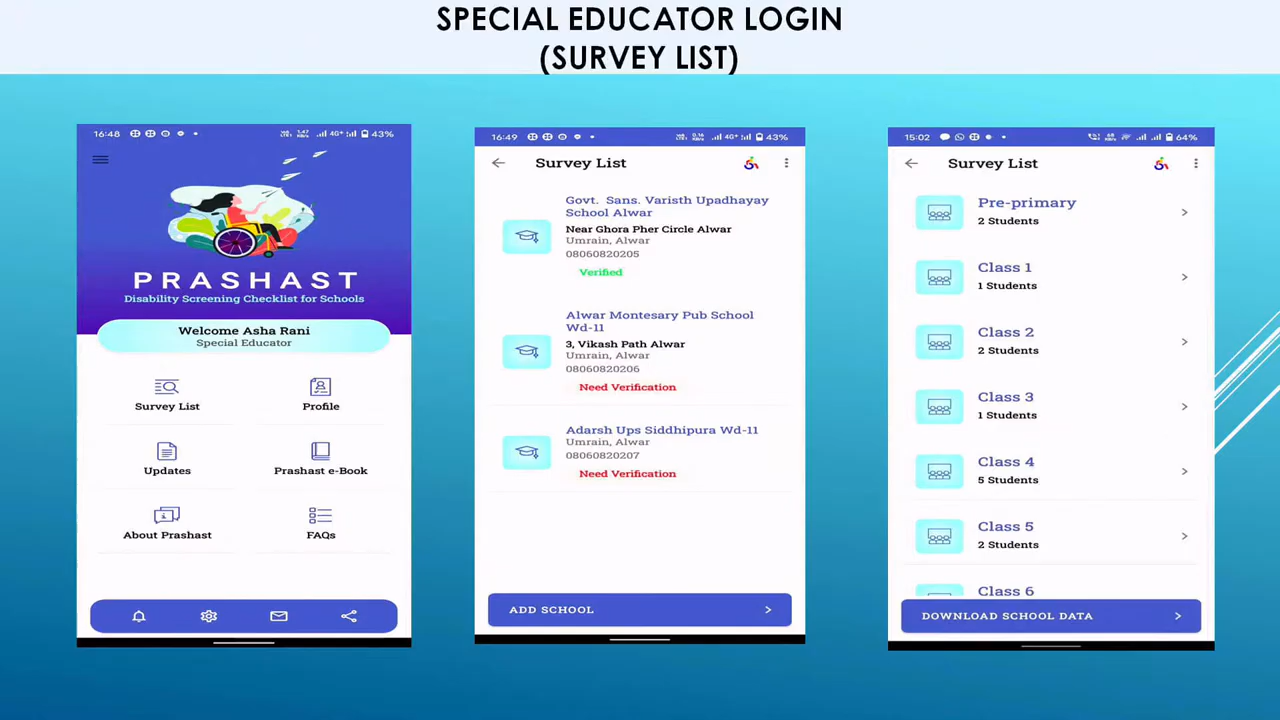 SPECIAL EDUCATOR LOGIN
(SURVEY LIST)
16:48
4G+
43%
PRASHAST
Disability Screening Checklist for Schools
Welcome Asha Rani
Special Educator
Survey List
Profile
Updates
Prashast e-Book
About Prashast
FAQs
16:49
4G+
43%
Survey List
Govt. Sans. Varisth Upadhayay
School Alwar
Near Ghora Pher Circle Alwar
Umrain, Alwar
08060820205
Verified
Alwar Montesary Pub School
Wd-11
3, Vikash Path Alwar
Umrain, Alwar
08060820206
Need Verification
Adarsh Ups Siddhipura Wd-11
Umrain, Alwar
08060820207
Need Verification
ADD SCHOOL
15:02
64%
Survey List
Pre-primary
2 Students
Class 1
1 Students
Class 2
2 Students
Class 3
1 Students
Class 4
5 Students
Class 5
2 Students
Class 6
DOWNLOAD SCHOOL DATA